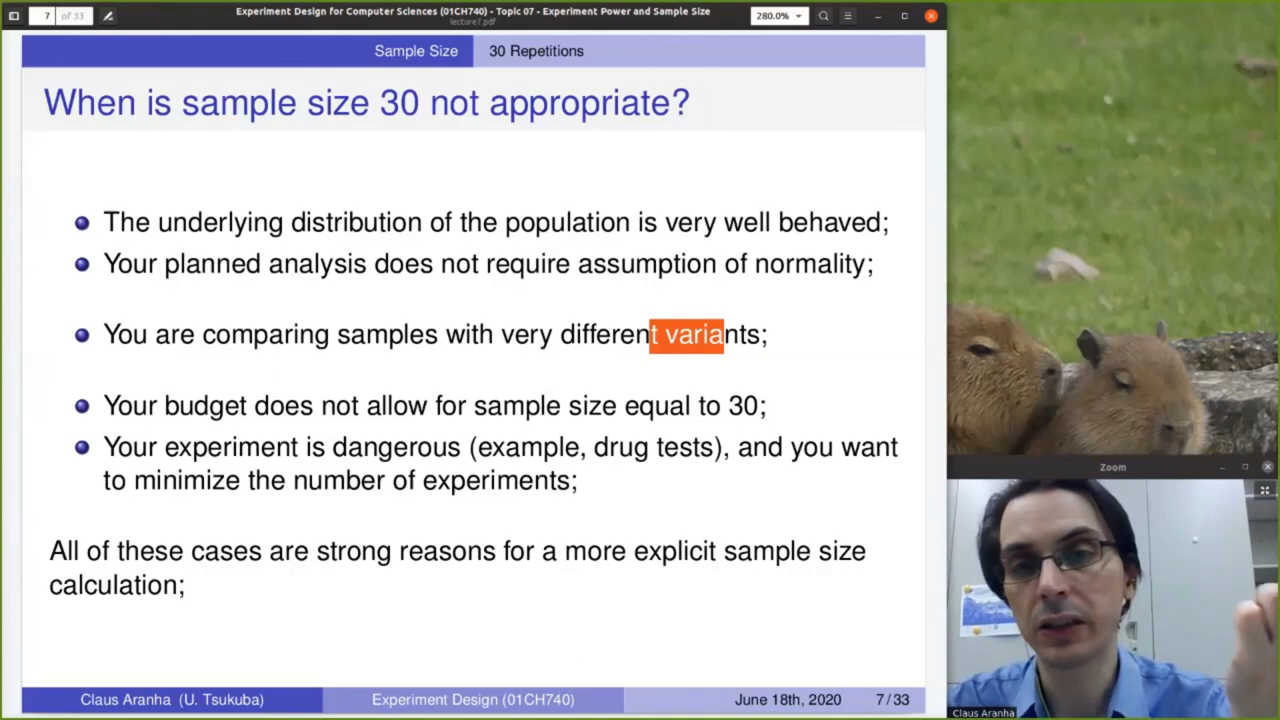 7 of 33
Experiment Design for Computer Sciences (01CH740) - Topic 07 - Experiment Power and Sample Size
lecture7.pdf
280.0%
Sample Size 30 Repetitions
When is sample size 30 not appropriate?
The underlying distribution of the population is very well behaved;
Your planned analysis does not require assumption of normality;
You are comparing samples with very different variants;
Your budget does not allow for sample size equal to 30;
Your experiment is dangerous (example, drug tests), and you want
to minimize the number of experiments;
All of these cases are strong reasons for a more explicit sample size
calculation;
Claus Aranha (U. Tsukuba) Experiment Design (01CH740) June 18th, 2020 7/33
Zoom
Claus Aranha